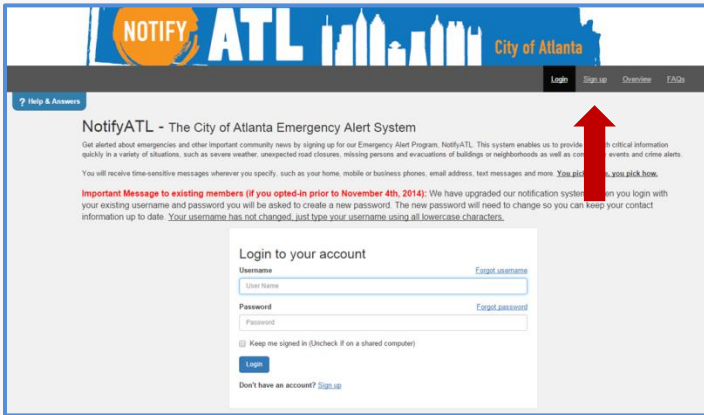 NOTIFY ATL City of Atlanta
Login Sign up Overview FAQs
? Help & Answers
NotifyATL - The City of Atlanta Emergency Alert System
Get alerted about emergencies and other important community news by signing up for our Emergency Alert Program, NotifyATL. This system enables us to provide with critical information
quickly in a variety of situations, such as severe weather, unexpected road closures, missing persons and evacuations of buildings or neighborhoods as well as events and crime alerts.
You will receive time-sensitive messages wherever you specify, such as your home, mobile or business phones, email address, text messages and more. You pick you pick how.
Important Message to existing members (if you opted-in prior to November 4th, 2014): We have upgraded our notification you login with
your existing username and password you will be asked to create a new password. The new password will need to change so you can keep your contact
information up to date. Your username has not changed, just type your username using all lowercase characters.
Login to your account
Username Forgot username
User Name
Password Forgot password
Password
Keep me signed in (Uncheck if on a shared computer)
Login
Don't have an account? Sign up